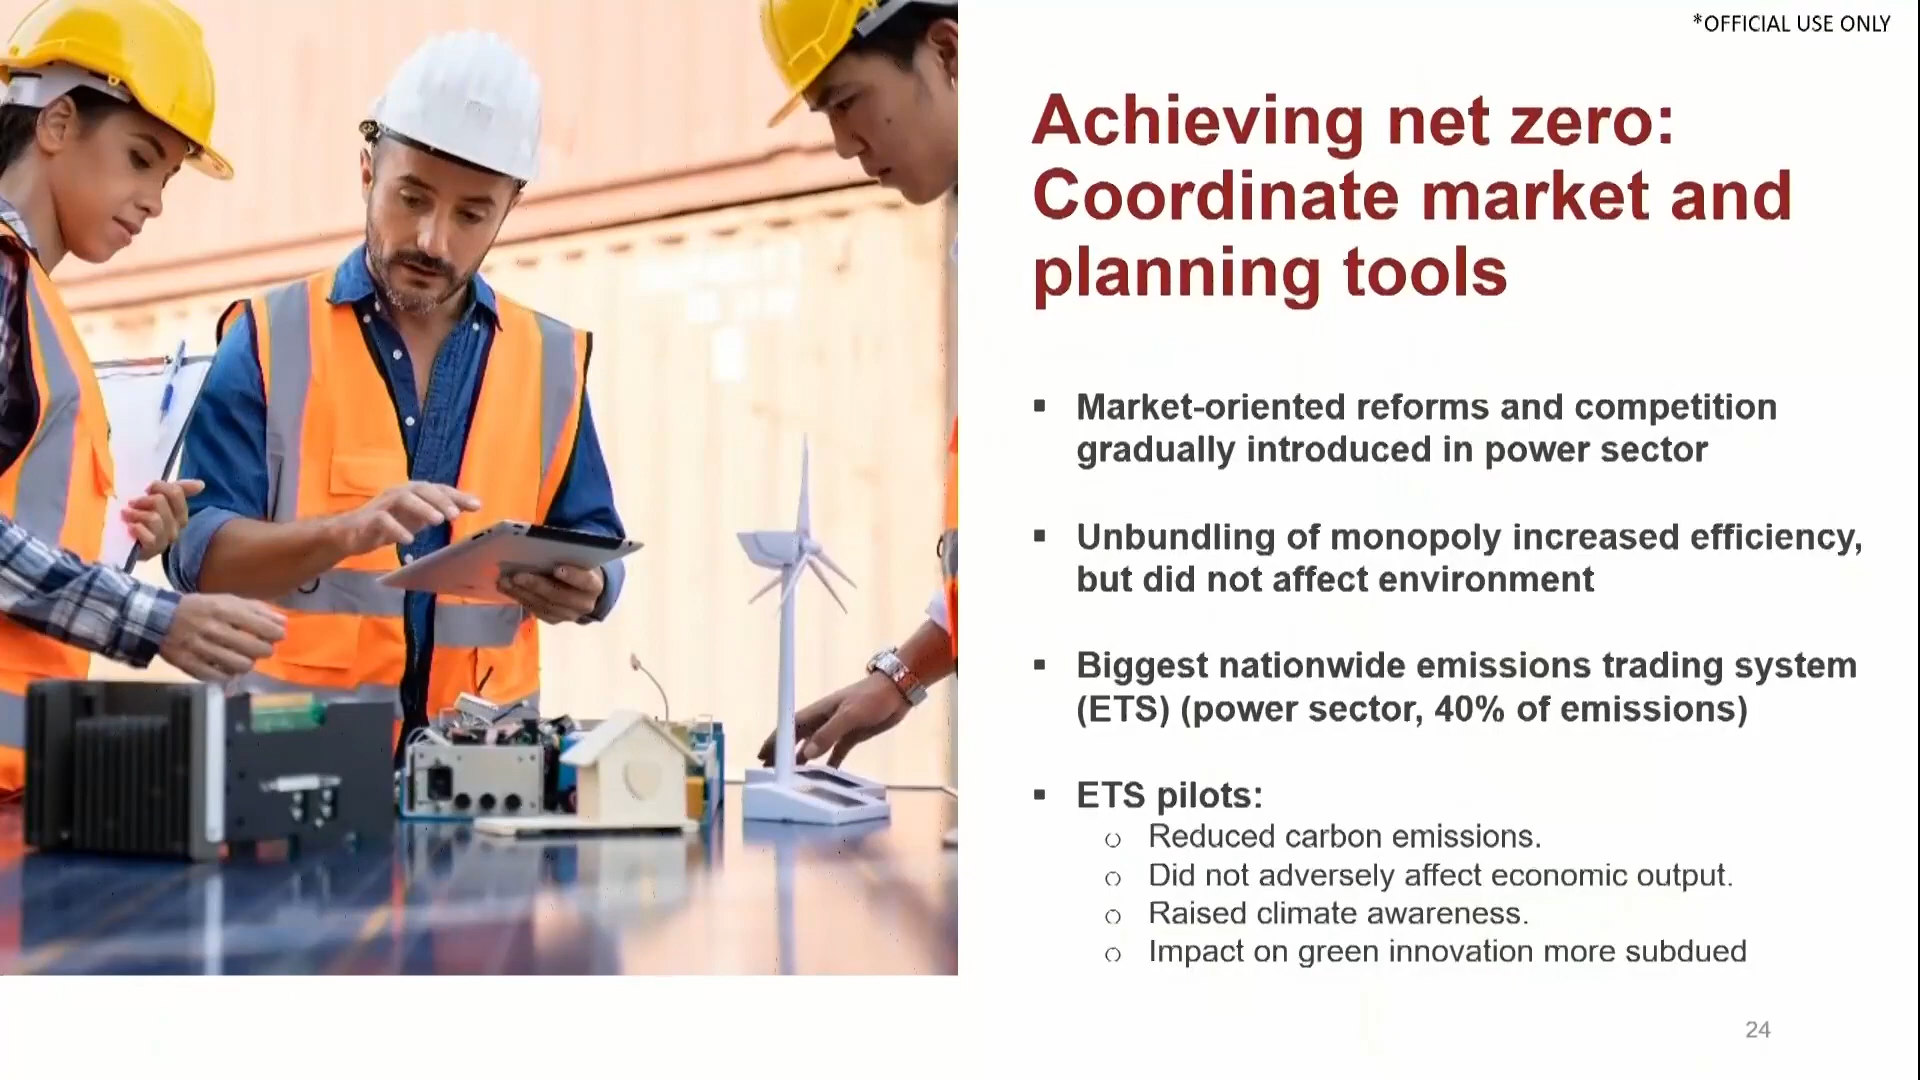 *OFFICIAL USE ONLY
Achieving net zero:
Coordinate market and
planning tools
▪ Market-oriented reforms and competition
gradually introduced in power sector
▪ Unbundling of monopoly increased efficiency,
but did not affect environment
▪ Biggest nationwide emissions trading system
(ETS) (power sector, 40% of emissions)
▪ ETS pilots:
o Reduced carbon emissions.
o Did not adversely affect economic output.
o Raised climate awareness.
o Impact on green innovation more subdued
24